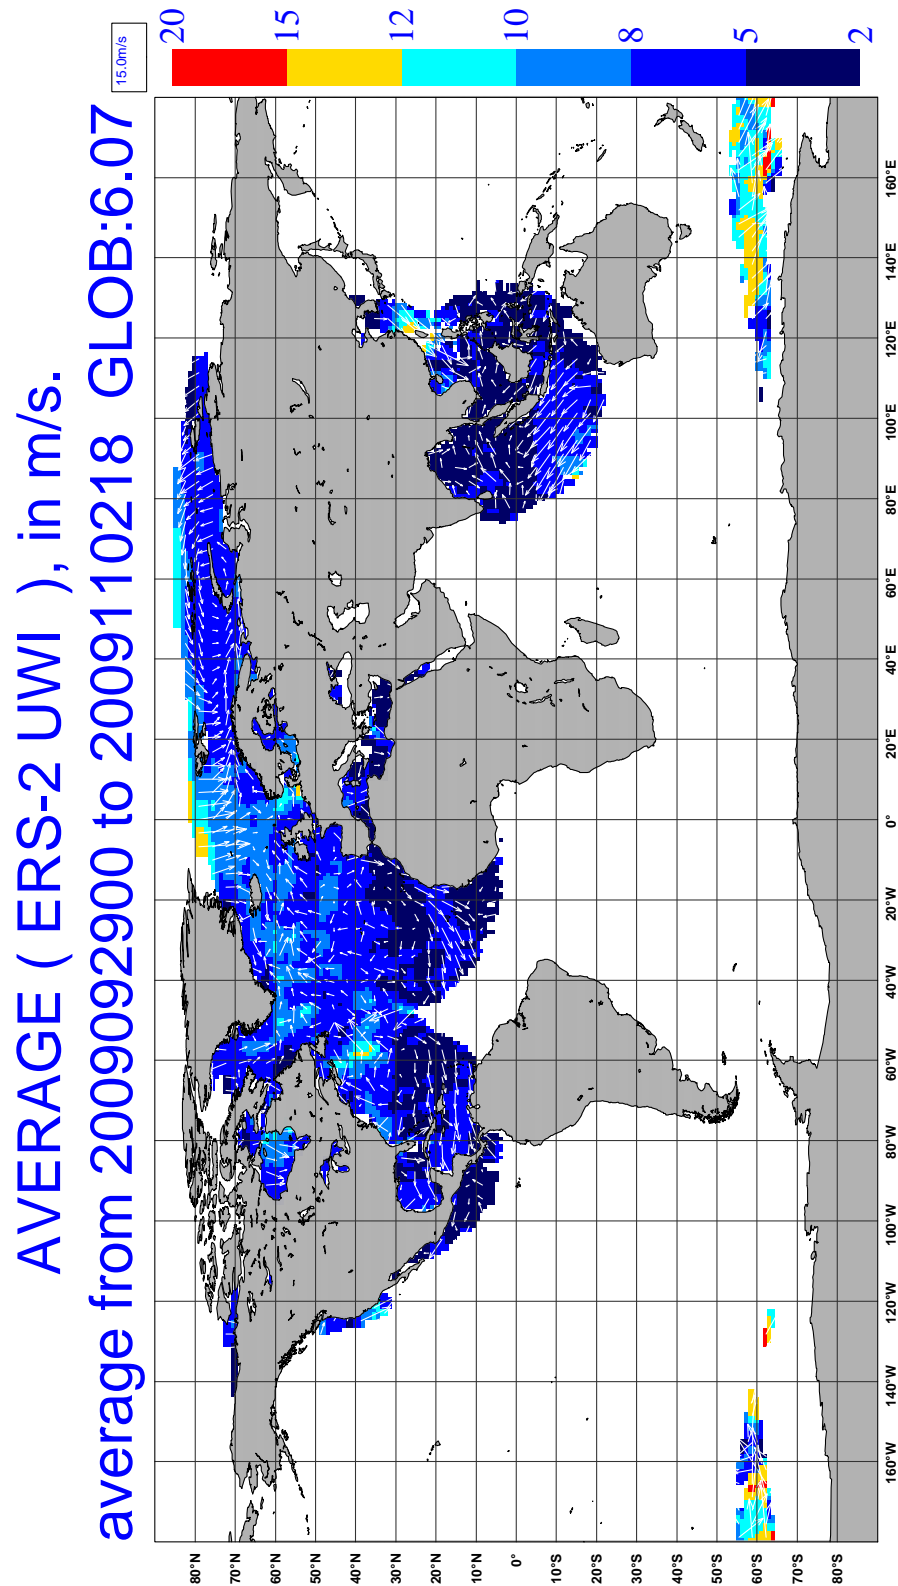 AVERAGE ( ERS-2 UWI ), in m/s.
average from 2009092900 to 2009110218 GLOB:6.07
15.0m/s
20
15
12
10
8
5
2
80°N
70°N
60°N
50°N
40°N
30°N
20°N
10°N
0°
10°S
20°S
30°S
40°S
50°S
60°S
70°S
80°S
160°W
140°W
120°W
100°W
80°W
60°W
40°W
20°W
0°
20°E
40°E
60°E
80°E
100°E
120°E
140°E
160°E